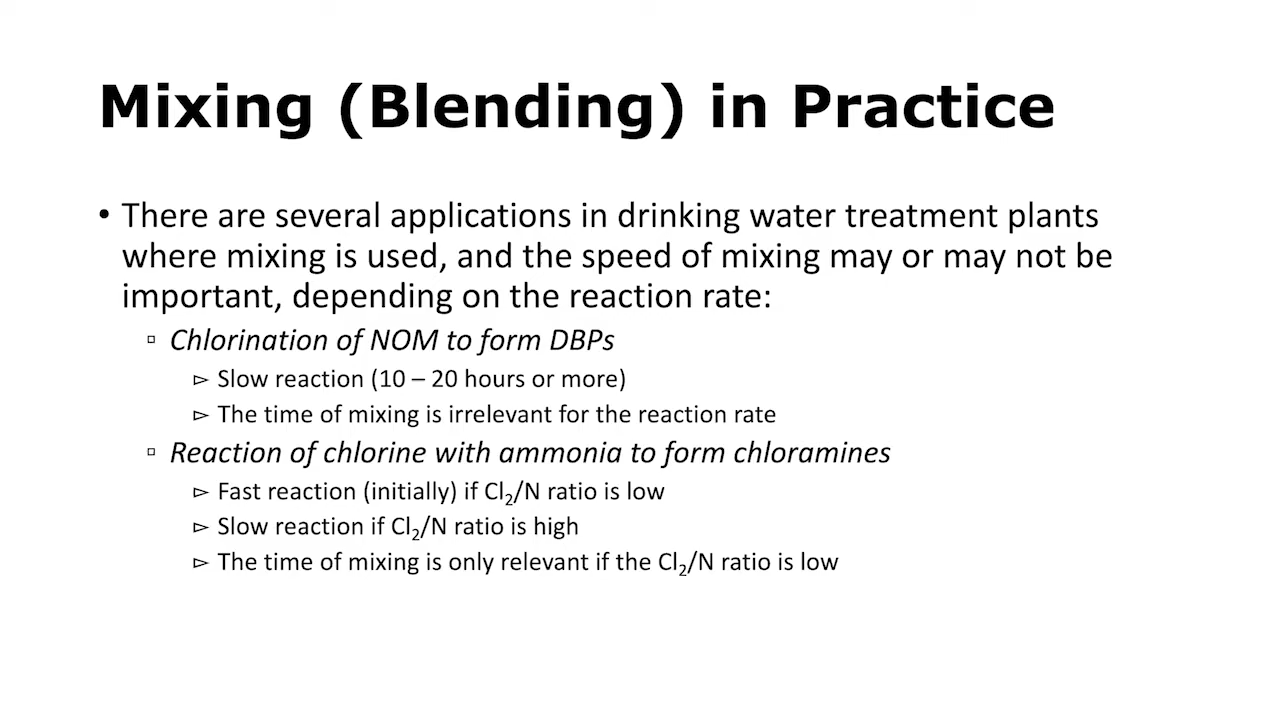 Mixing (Blending) in Practice
• There are several applications in drinking water treatment plants
where mixing is used, and the speed of mixing may or may not be
important, depending on the reaction rate:
▫ Chlorination of NOM to form DBPs
▻ Slow reaction (10 – 20 hours or more)
▻ The time of mixing is irrelevant for the reaction rate
▫ Reaction of chlorine with ammonia to form chloramines
▻ Fast reaction (initially) if Cl₂/N ratio is low
▻ Slow reaction if Cl₂/N ratio is high
▻ The time of mixing is only relevant if the Cl₂/N ratio is low